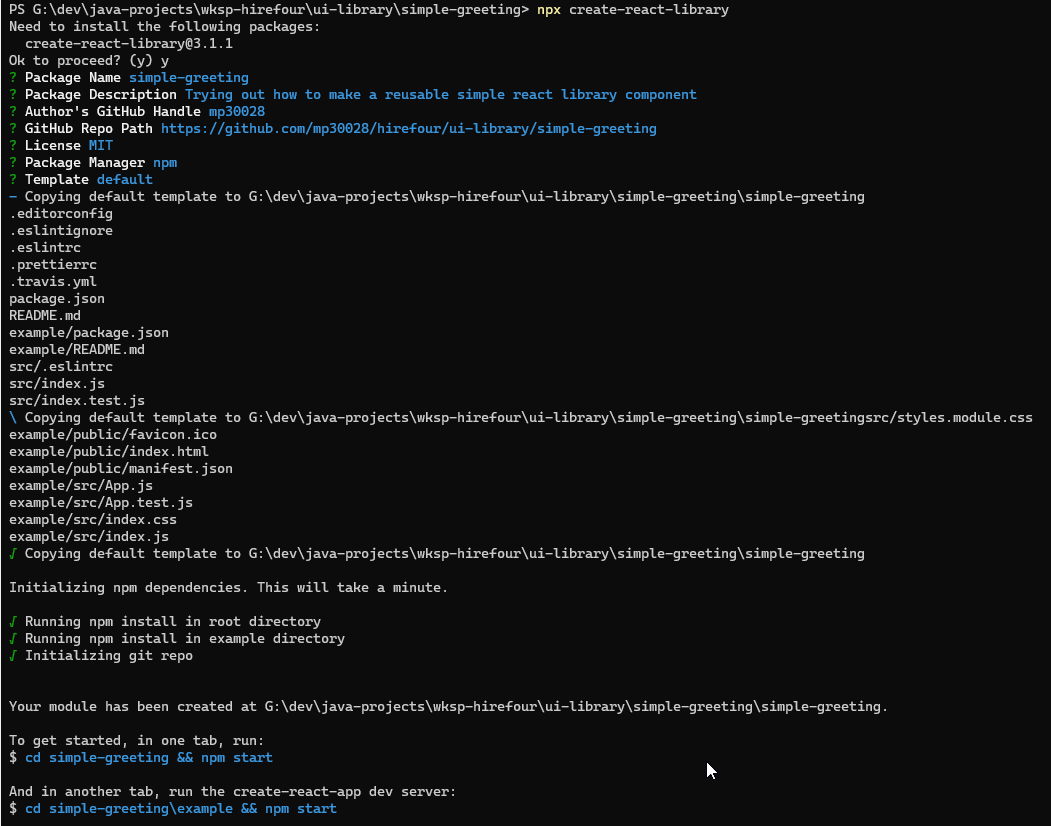 PS G:\dev\java-projects\wksp-hirefour\ui-library\simple-greeting> npx create-react-library
Need to install the following packages:
  create-react-library@3.1.1
Ok to proceed? (y) y
? Package Name simple-greeting
? Package Description Trying out how to make a reusable simple react library component
? Author's GitHub Handle mp30028
? GitHub Repo Path https://github.com/mp30028/hirefour/ui-library/simple-greeting
? License MIT
? Package Manager npm
? Template default
- Copying default template to G:\dev\java-projects\wksp-hirefour\ui-library\simple-greeting\simple-greeting
.editorconfig
.eslintignore
.eslintrc
.prettierrc
.travis.yml
package.json
README.md
example/package.json
example/README.md
src/.eslintrc
src/index.js
src/index.test.js
\ Copying default template to G:\dev\java-projects\wksp-hirefour\ui-library\simple-greeting\simple-greetingsrc/styles.module.css
example/public/favicon.ico
example/public/index.html
example/public/manifest.json
example/src/App.js
example/src/App.test.js
example/src/index.css
example/src/index.js
√ Copying default template to G:\dev\java-projects\wksp-hirefour\ui-library\simple-greeting\simple-greeting
Initializing npm dependencies. This will take a minute.
√ Running npm install in root directory
√ Running npm install in example directory
√ Initializing git repo
Your module has been created at G:\dev\java-projects\wksp-hirefour\ui-library\simple-greeting\simple-greeting.
To get started, in one tab, run:
$ cd simple-greeting && npm start
And in another tab, run the create-react-app dev server:
$ cd simple-greeting\example && npm start